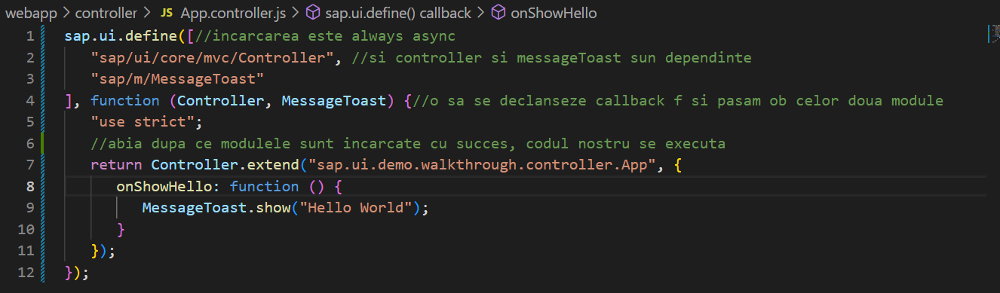 webapp > controller > JS App.controller.js > sap.ui.define() callback > onShowHello
1 sap.ui.define([//incarcarea este always async
2 "sap/ui/core/mvc/Controller", //si controller si messageToast sun dependinte
3 "sap/m/MessageToast"
4 ], function (Controller, MessageToast) {//o sa se declanseze callback f si pasam ob celor doua module
5 "use strict";
6 //abia dupa ce modulele sunt incarcate cu succes, codul nostru se executa
7 return Controller.extend("sap.ui.demo.walkthrough.controller.App", {
8 onShowHello: function () {
9 MessageToast.show("Hello World");
10 }
11 });
12 });